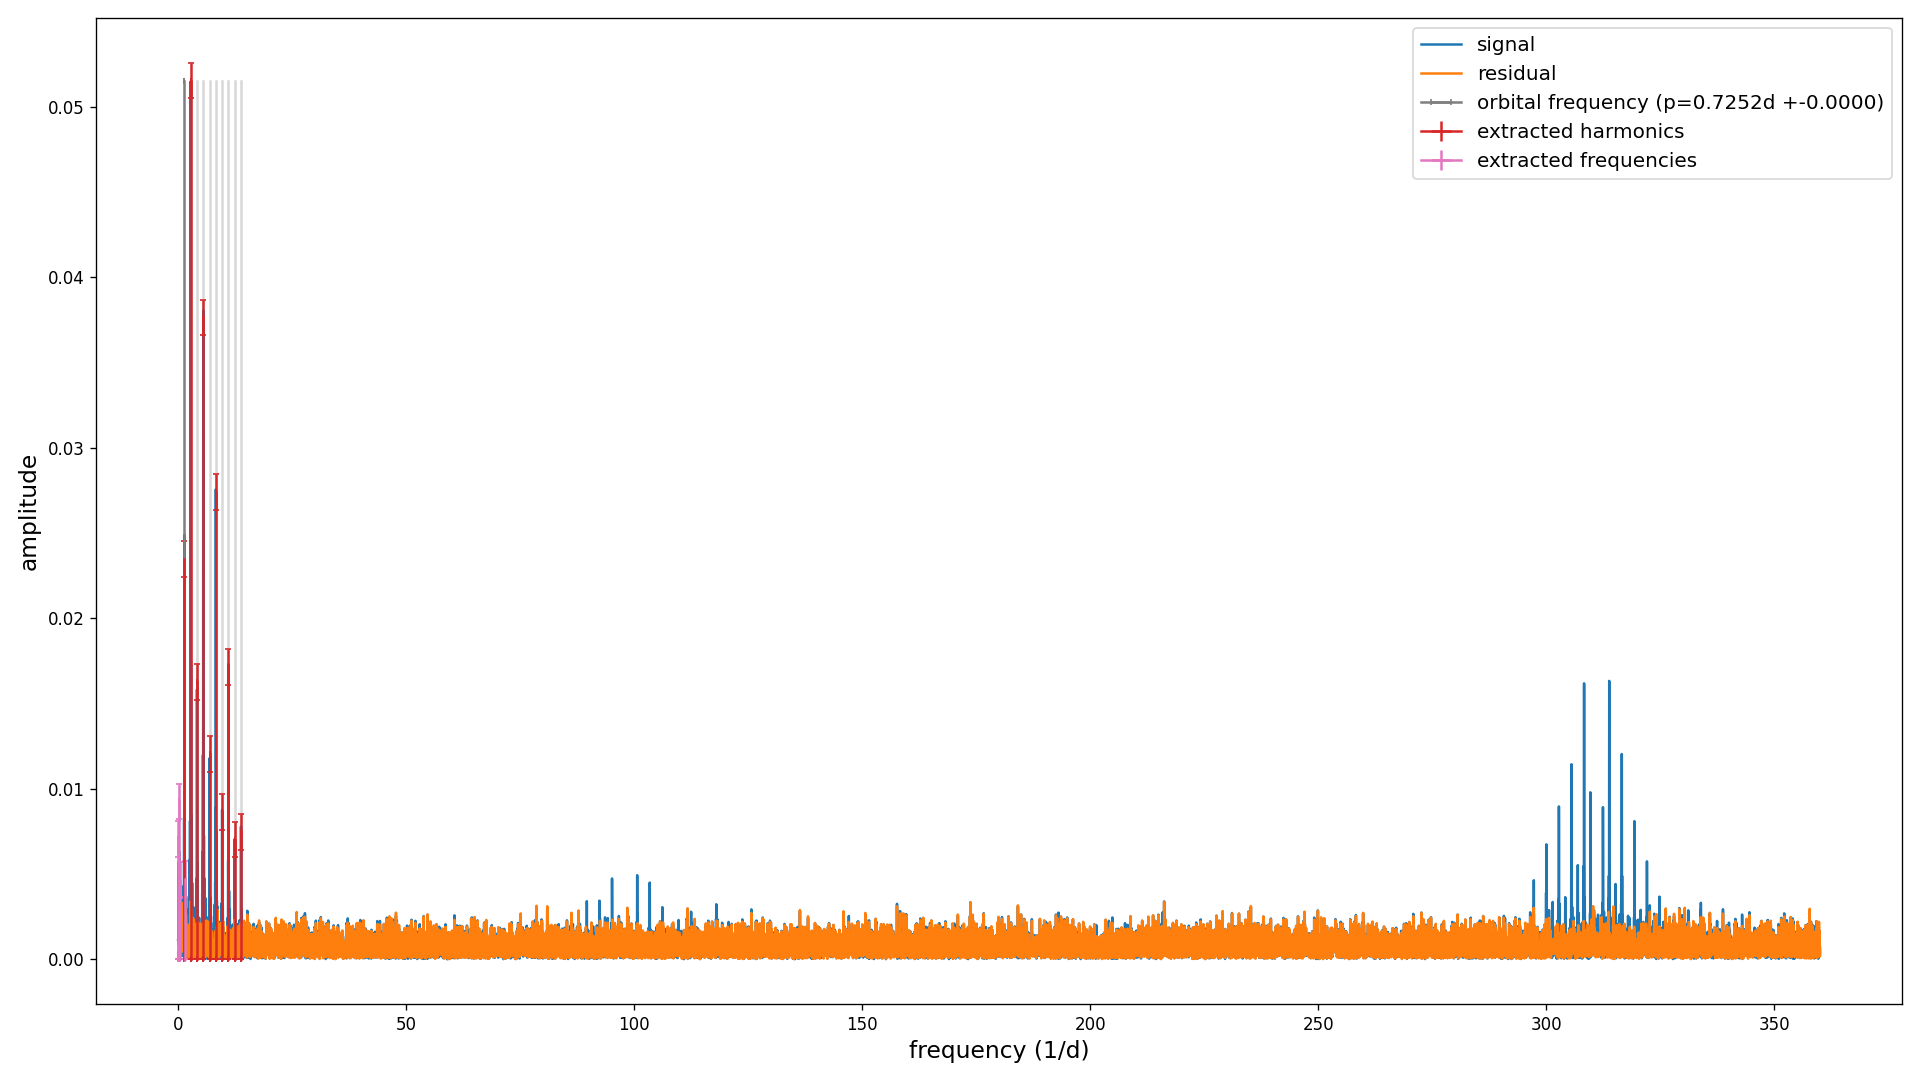 signal
residual
orbital frequency (p=0.7252d +-0.0000)
extracted harmonics
extracted frequencies
amplitude
0.05
0.04
0.03
0.02
0.01
0.00
0 50 100 150 200 250 300 350
frequency (1/d)